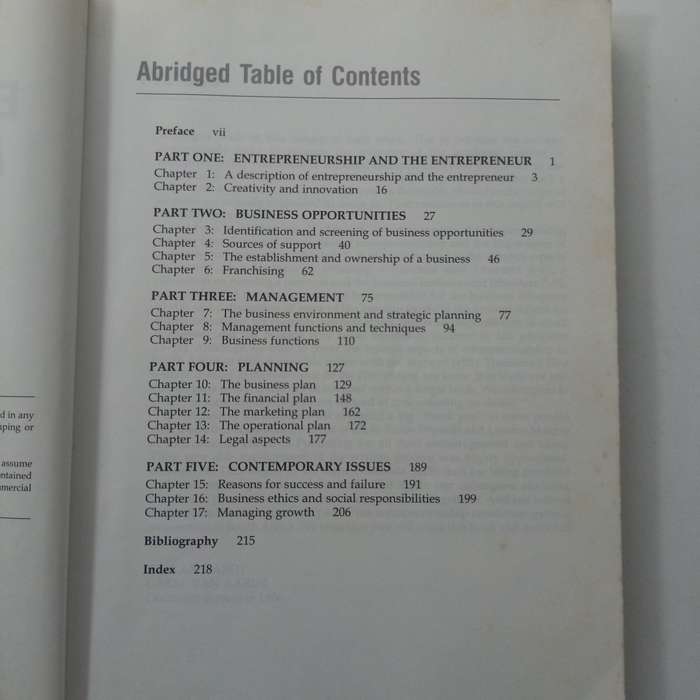 Abridged Table of Contents
Preface vii
PART ONE: ENTREPRENEURSHIP AND THE ENTREPRENEUR 1
Chapter 1: A description of entrepreneurship and the entrepreneur 3
Chapter 2: Creativity and innovation 16
PART TWO: BUSINESS OPPORTUNITIES 27
Chapter 3: Identification and screening of business opportunities 29
Chapter 4: Sources of support 40
Chapter 5: The establishment and ownership of a business 46
Chapter 6: Franchising 62
PART THREE: MANAGEMENT 75
Chapter 7: The business environment and strategic planning 77
Chapter 8: Management functions and techniques 94
Chapter 9: Business functions 110
PART FOUR: PLANNING 127
Chapter 10: The business plan 129
Chapter 11: The financial plan 148
Chapter 12: The marketing plan 162
Chapter 13: The operational plan 172
Chapter 14: Legal aspects 177
PART FIVE: CONTEMPORARY ISSUES 189
Chapter 15: Reasons for success and failure 191
Chapter 16: Business ethics and social responsibilities 199
Chapter 17: Managing growth 206
Bibliography 215
Index 218
d in any
ping or
assume
ntained
mercial